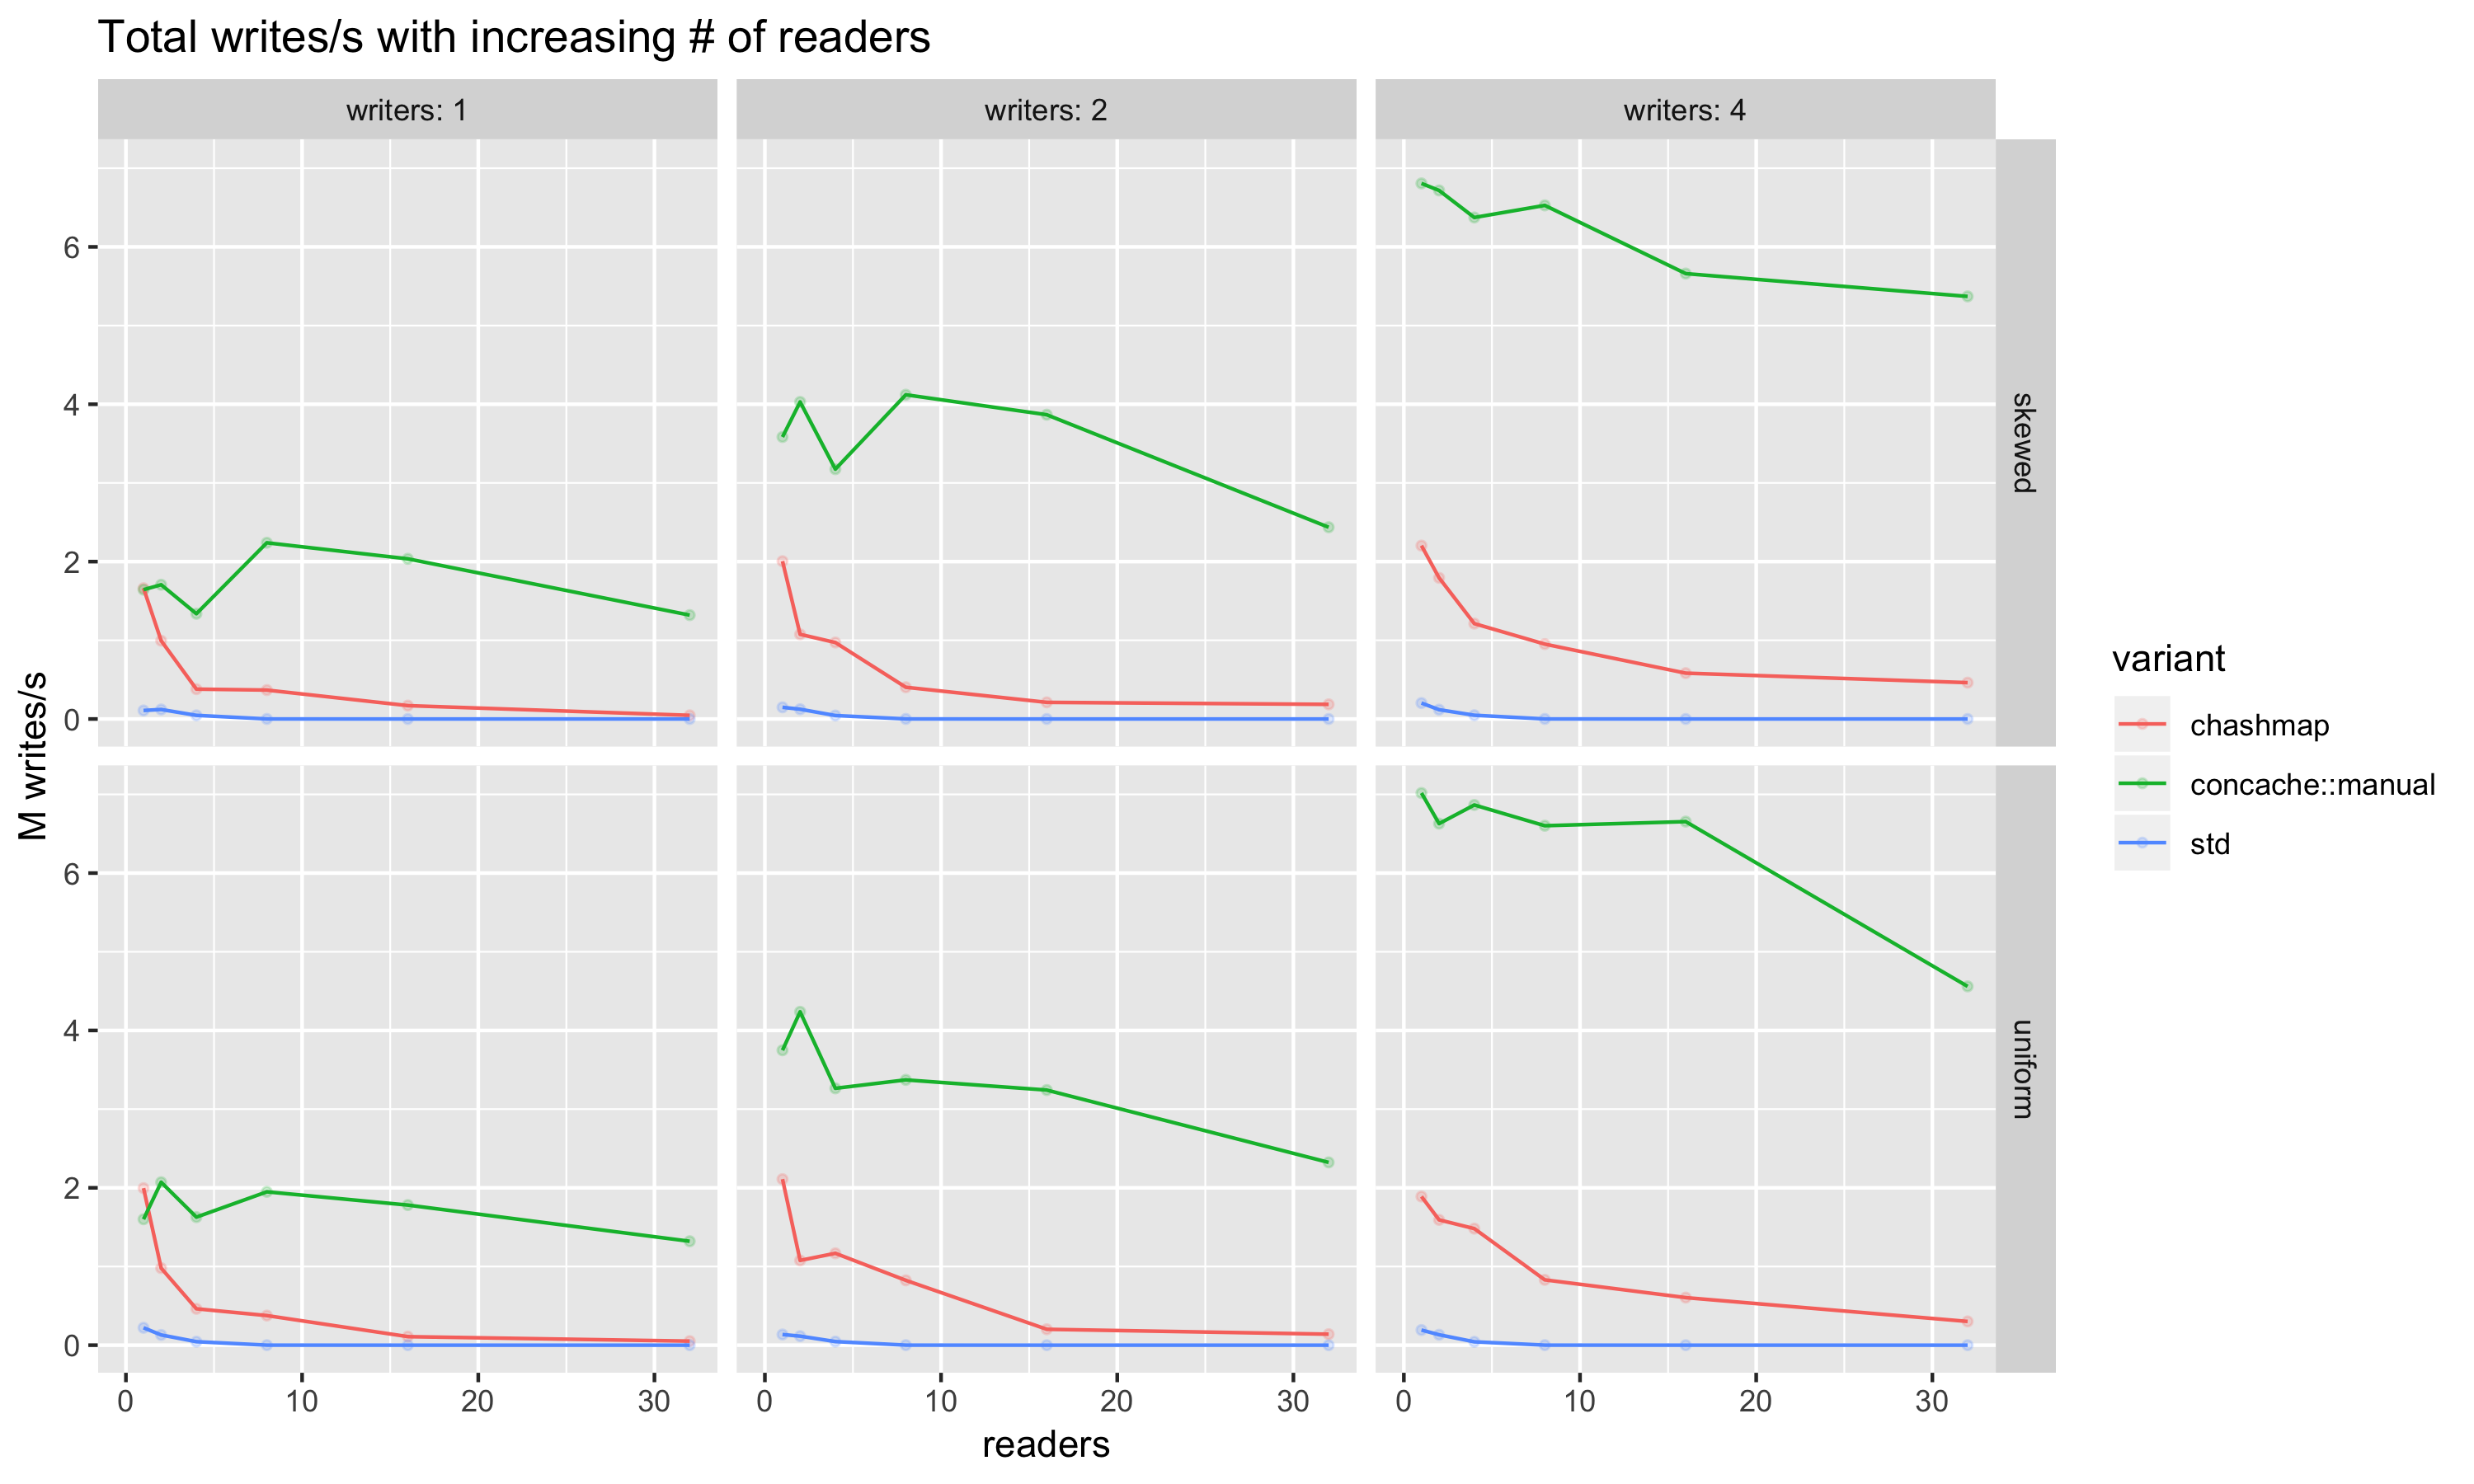 Total writes/s with increasing # of readers
writers: 1
writers: 2
writers: 4
M writes/s
6
4
2
0
skewed
6
4
2
0
uniform
0 10 20 30
0 10 20 30
0 10 20 30
readers
variant
chashmap
concache::manual
std